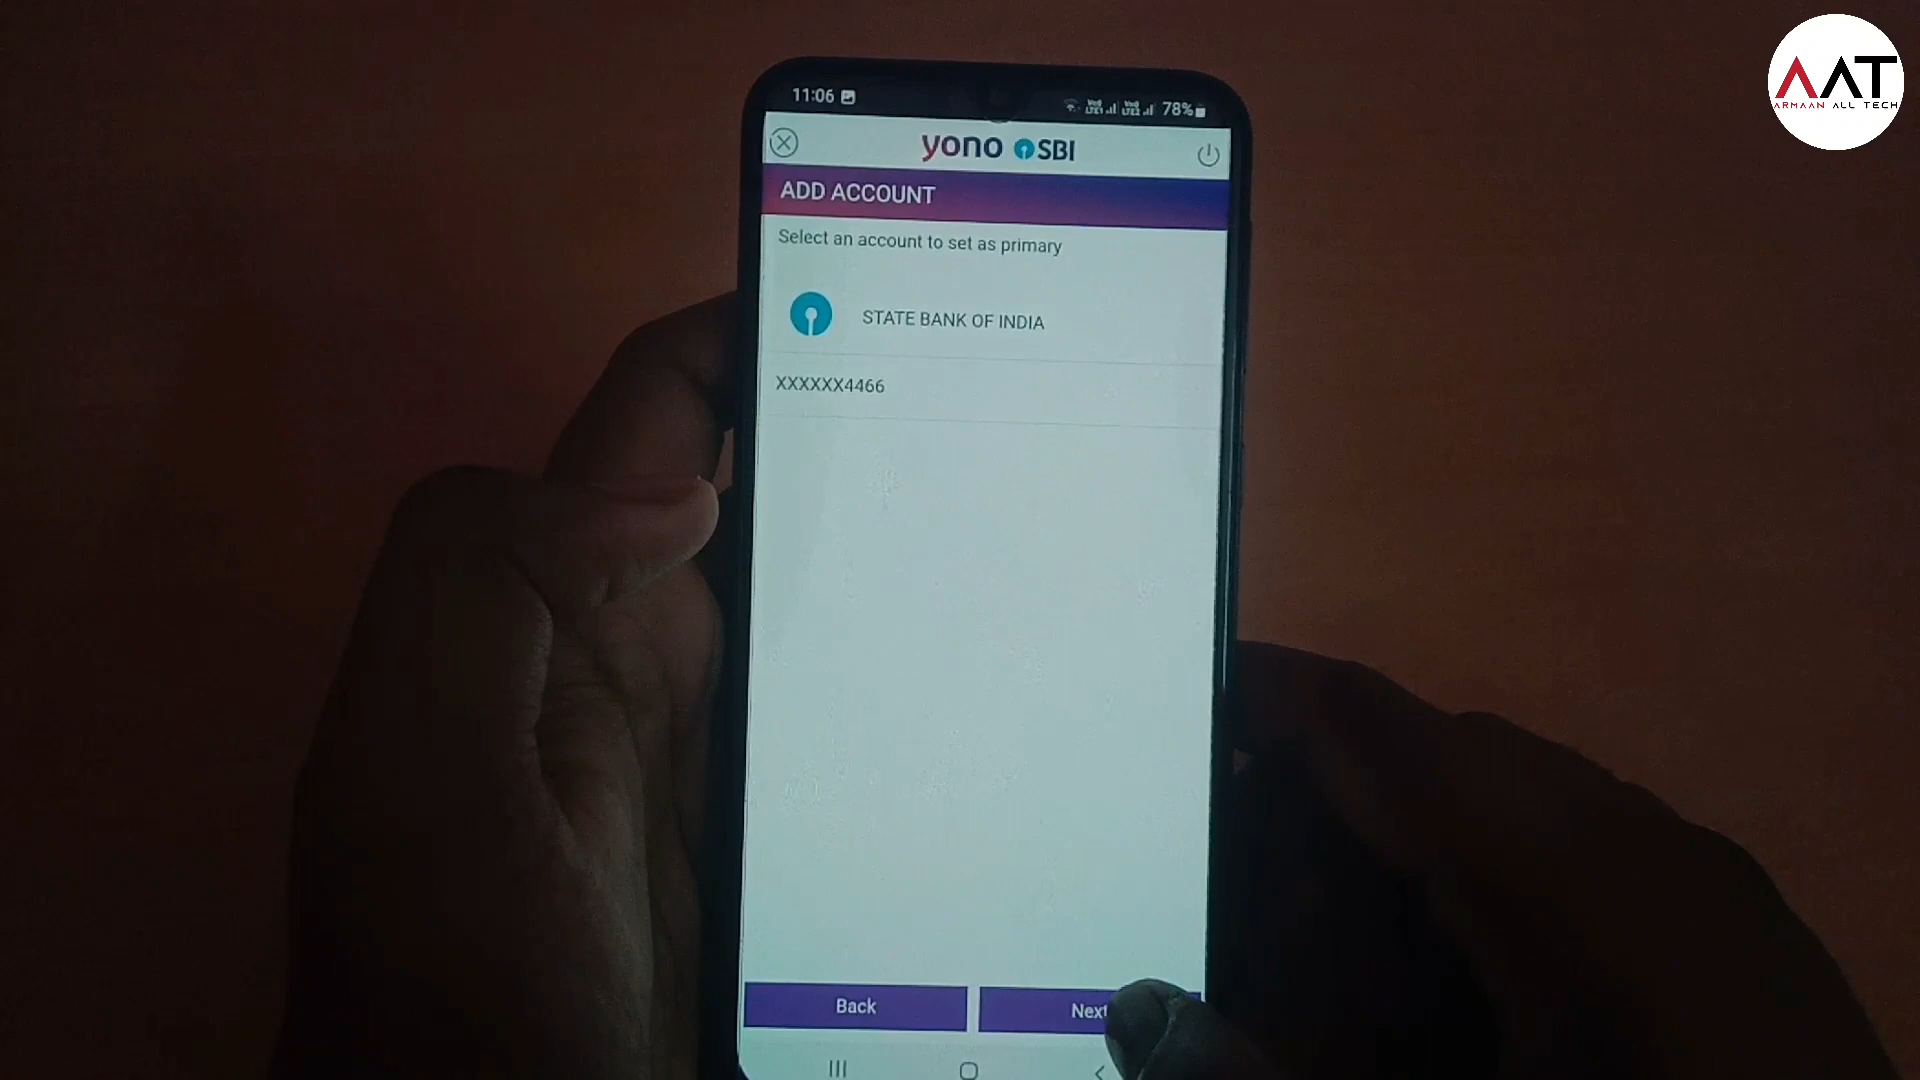 AAT
ARMAAN ALL TECH
11:06
78%
yono SBI
ADD ACCOUNT
Select an account to set as primary
STATE BANK OF INDIA
XXXXXX4466
Back
Next